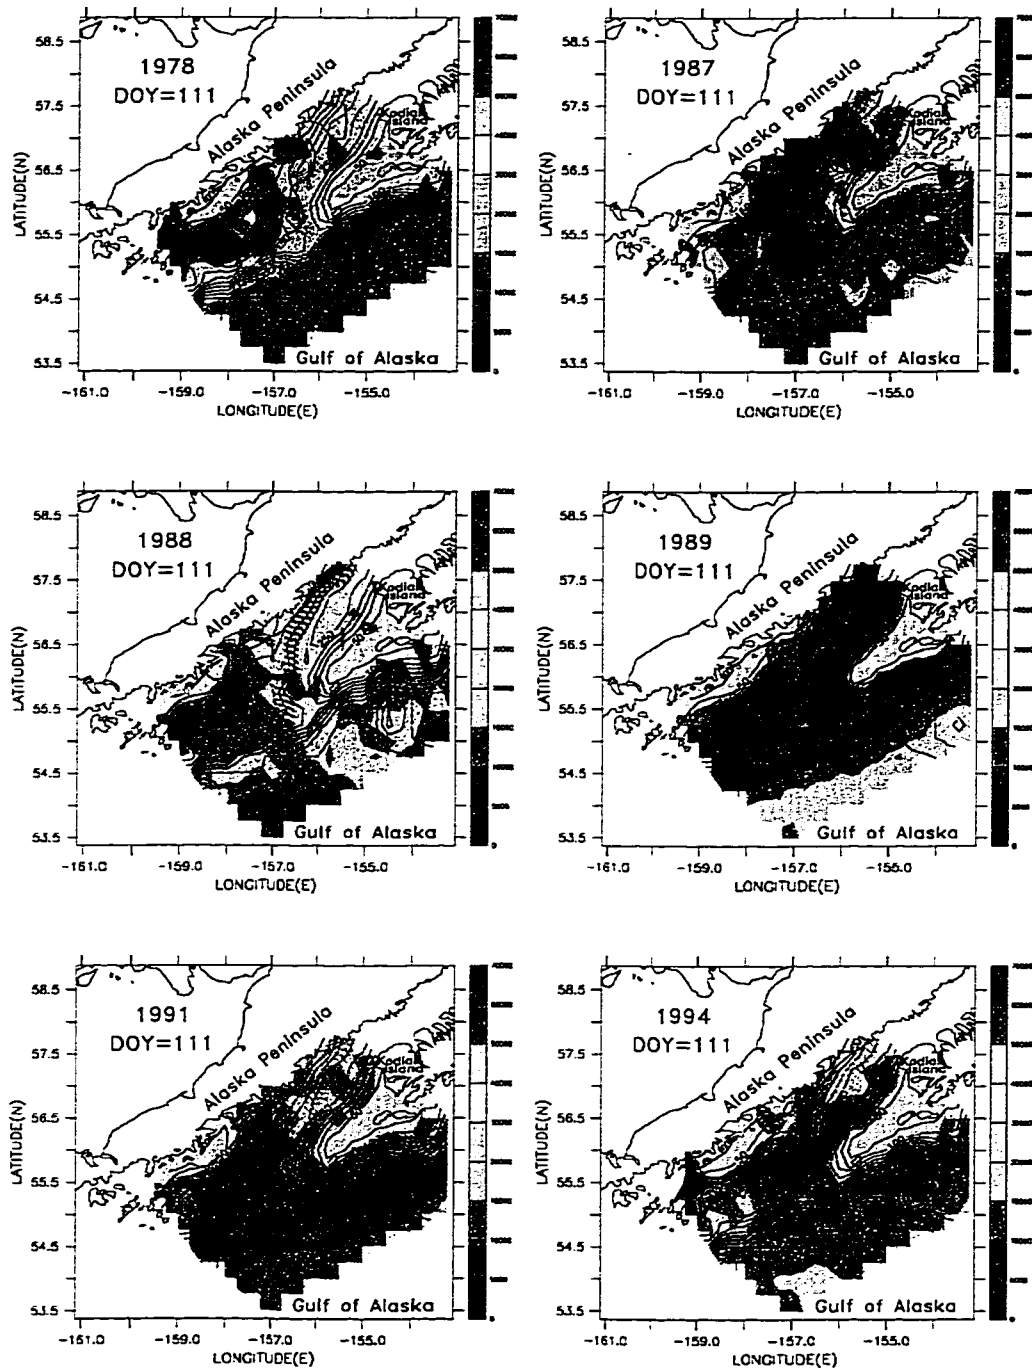 58.5
57.5
56.5
55.5
54.5
53.5
LATITUDE(N)
1978
DOY=111
Alaska Peninsula
Kodiak
Island
Gulf of Alaska
-161.0 -159.0 -157.0 -155.0
LONGITUDE(E)
58.5
57.5
56.5
55.5
54.5
53.5
LATITUDE(N)
1987
DOY=111
Alaska Peninsula
Kodiak
Island
Gulf of Alaska
-161.0 -159.0 -157.0 -155.0
LONGITUDE(E)
58.5
57.5
56.5
55.5
54.5
53.5
LATITUDE(N)
1988
DOY=111
Alaska Peninsula
Kodiak
Island
Gulf of Alaska
-161.0 -159.0 -157.0 -155.0
LONGITUDE(E)
58.5
57.5
56.5
55.5
54.5
53.5
LATITUDE(N)
1989
DOY=111
Alaska Peninsula
Kodiak
Island
Gulf of Alaska
-161.0 -159.0 -157.0 -155.0
LONGITUDE(E)
58.5
57.5
56.5
55.5
54.5
53.5
LATITUDE(N)
1991
DOY=111
Alaska Peninsula
Kodiak
Island
Gulf of Alaska
-161.0 -159.0 -157.0 -155.0
LONGITUDE(E)
58.5
57.5
56.5
55.5
54.5
53.5
LATITUDE(N)
1994
DOY=111
Alaska Peninsula
Kodiak
Island
Gulf of Alaska
-161.0 -159.0 -157.0 -155.0
LONGITUDE(E)